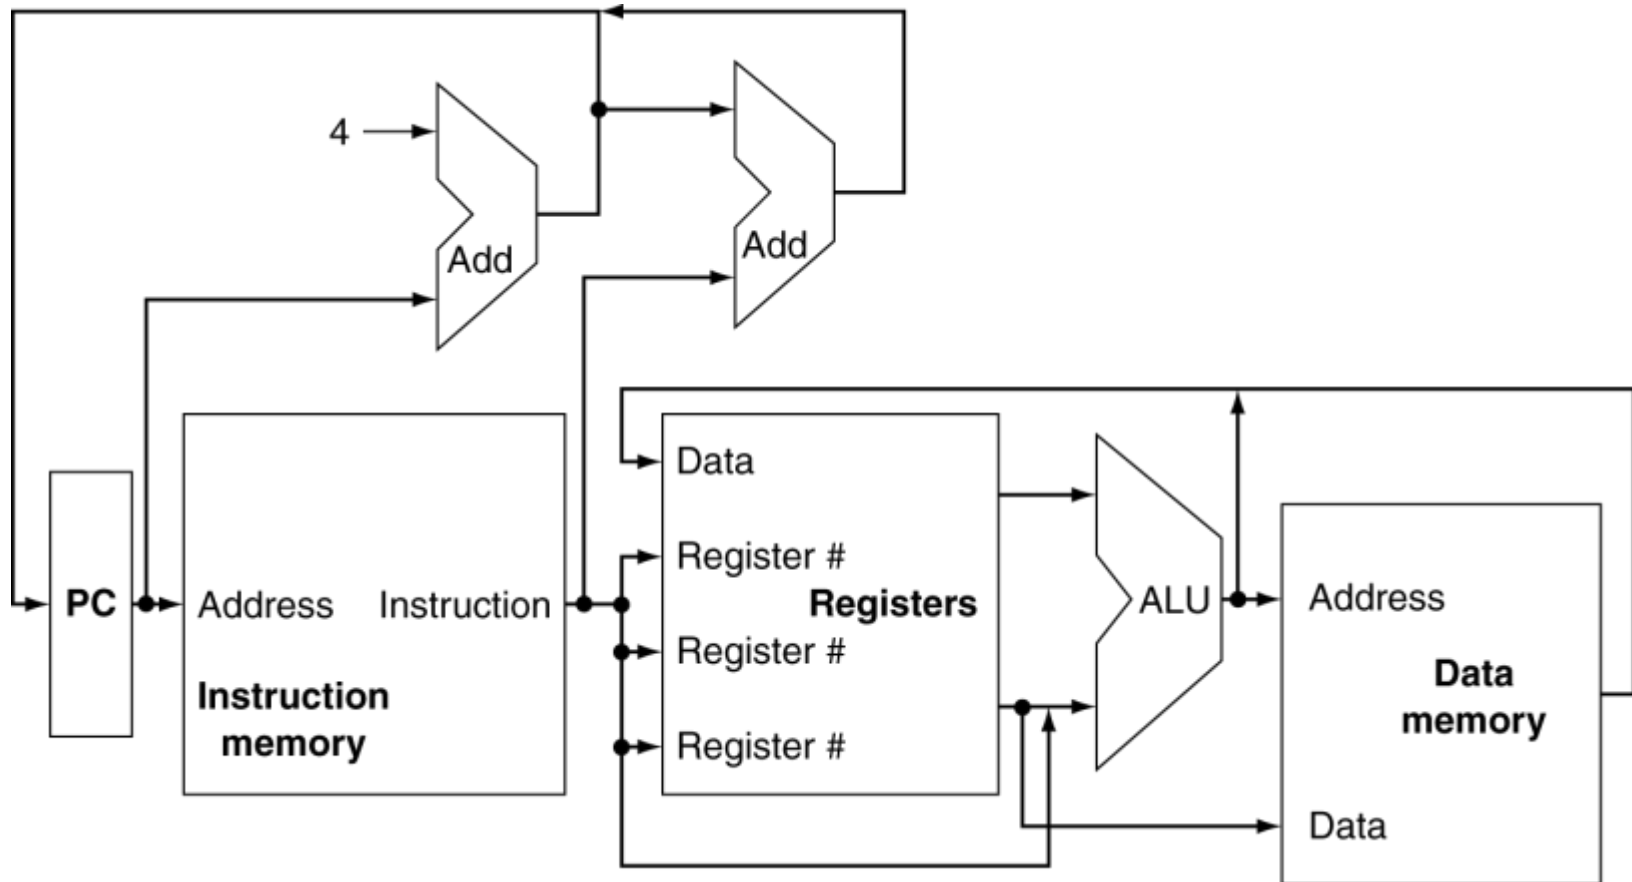 4
Add
Add
Data
Register #
Register #
Register #
Registers
PC
Address
Instruction
Instruction
memory
ALU
Address
Data
memory
Data